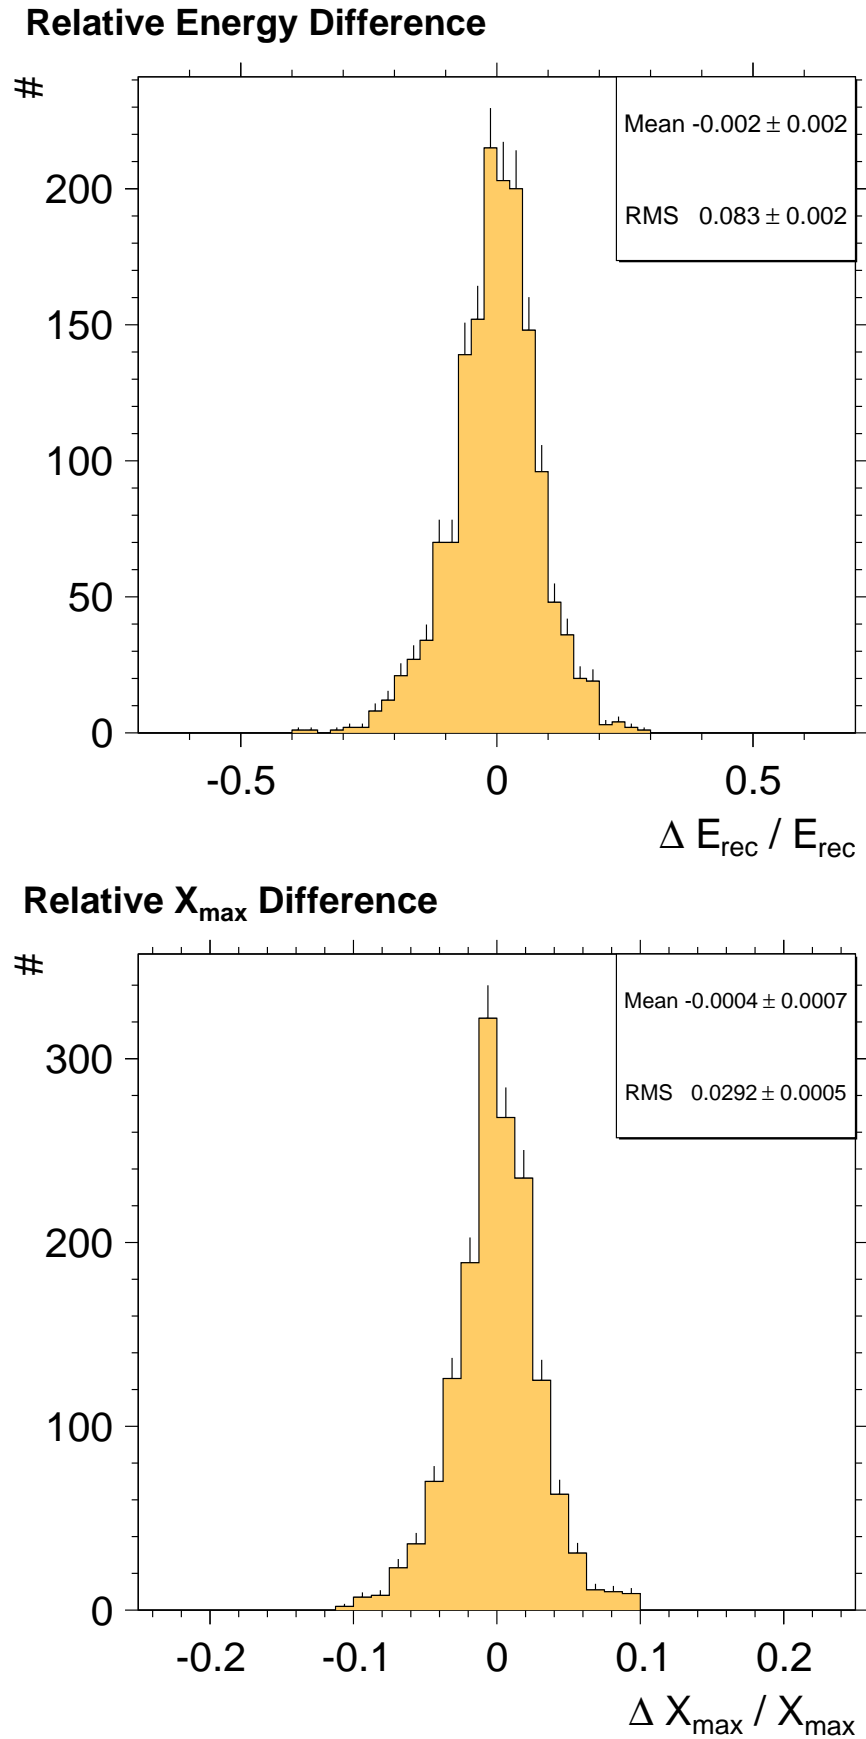 Relative Energy Difference
#
Mean -0.002 ± 0.002
RMS 0.083 ± 0.002
200
150
100
50
0
-0.5 0 0.5
Δ E_rec / E_rec
Relative X_max Difference
#
Mean -0.0004 ± 0.0007
RMS 0.0292 ± 0.0005
300
200
100
0
-0.2 -0.1 0 0.1 0.2
Δ X_max / X_max